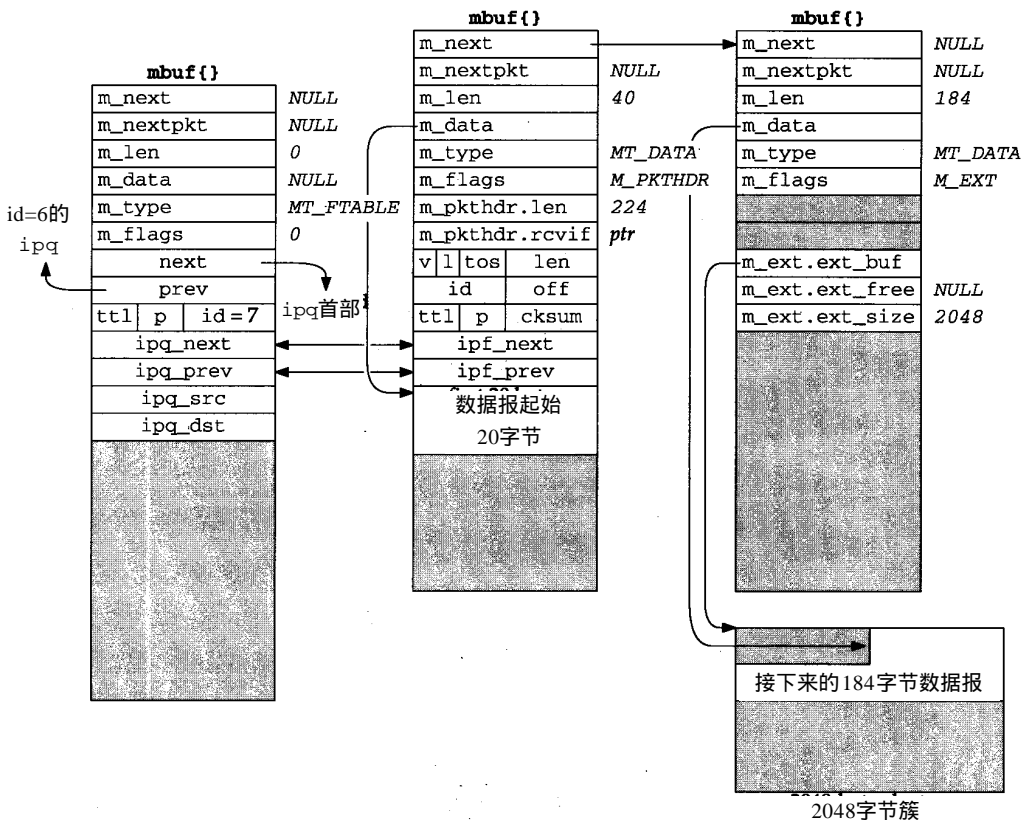 mbuf{}
m_next NULL
m_nextpkt NULL
m_len 0
m_data NULL
m_type MT_FTABLE
m_flags 0
next
prev
ttl p id=7
ipq_next
ipq_prev
ipq_src
ipq_dst
id=6的
ipq
ipq首部
mbuf{}
m_next
m_nextpkt NULL
m_len 40
m_data
m_type MT_DATA
m_flags M_PKTHDR
m_pkthdr.len 224
m_pkthdr.rcvif ptr
v l tos len
id off
ttl p cksum
ipf_next
ipf_prev
数据报起始
20字节
mbuf{}
m_next NULL
m_nextpkt NULL
m_len 184
m_data
m_type MT_DATA
m_flags M_EXT
m_ext.ext_buf
m_ext.ext_free NULL
m_ext.ext_size 2048
接下来的184字节数据报
2048字节簇